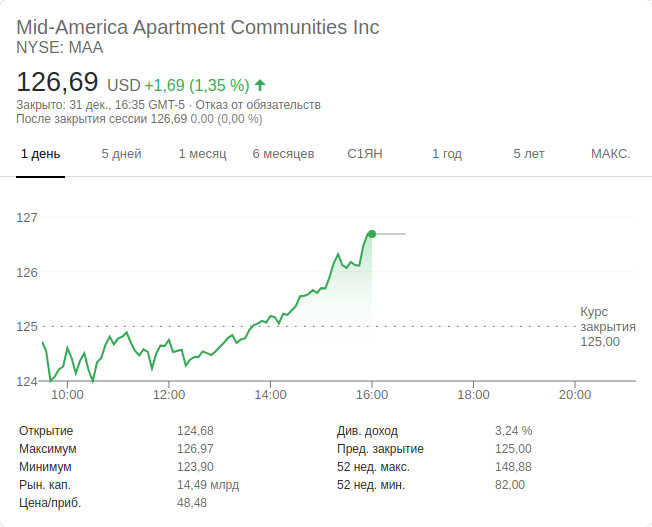 Mid-America Apartment Communities Inc
NYSE: MAA
126,69 USD +1,69 (1,35 %)
Закрыто: 31 дек., 16:35 GMT-5 · Отказ от обязательств
После закрытия сессии 126,69 0,00 (0,00 %)
1 день 5 дней 1 месяц 6 месяцев С1ЯН 1 год 5 лет МАКС.
127
126
Курс
закрытия
125,00
125
124
10:00 12:00 14:00 16:00 18:00 20:00
Открытие 124,68 Див. доход 3,24 %
Максимум 126,97 Пред. закрытие 125,00
Минимум 123,90 52 нед. макс. 148,88
Рын. кап. 14,49 млрд 52 нед. мин. 82,00
Цена/приб. 48,48